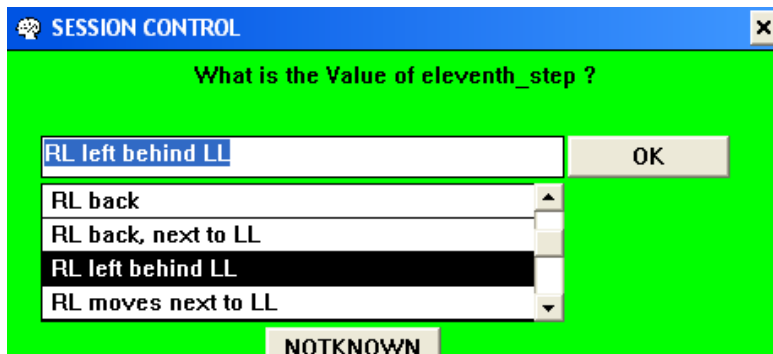 SESSION CONTROL
What is the Value of eleventh_step ?
RL left behind LL
OK
RL back
RL back, next to LL
RL left behind LL
RL moves next to LL
NOTKNOWN